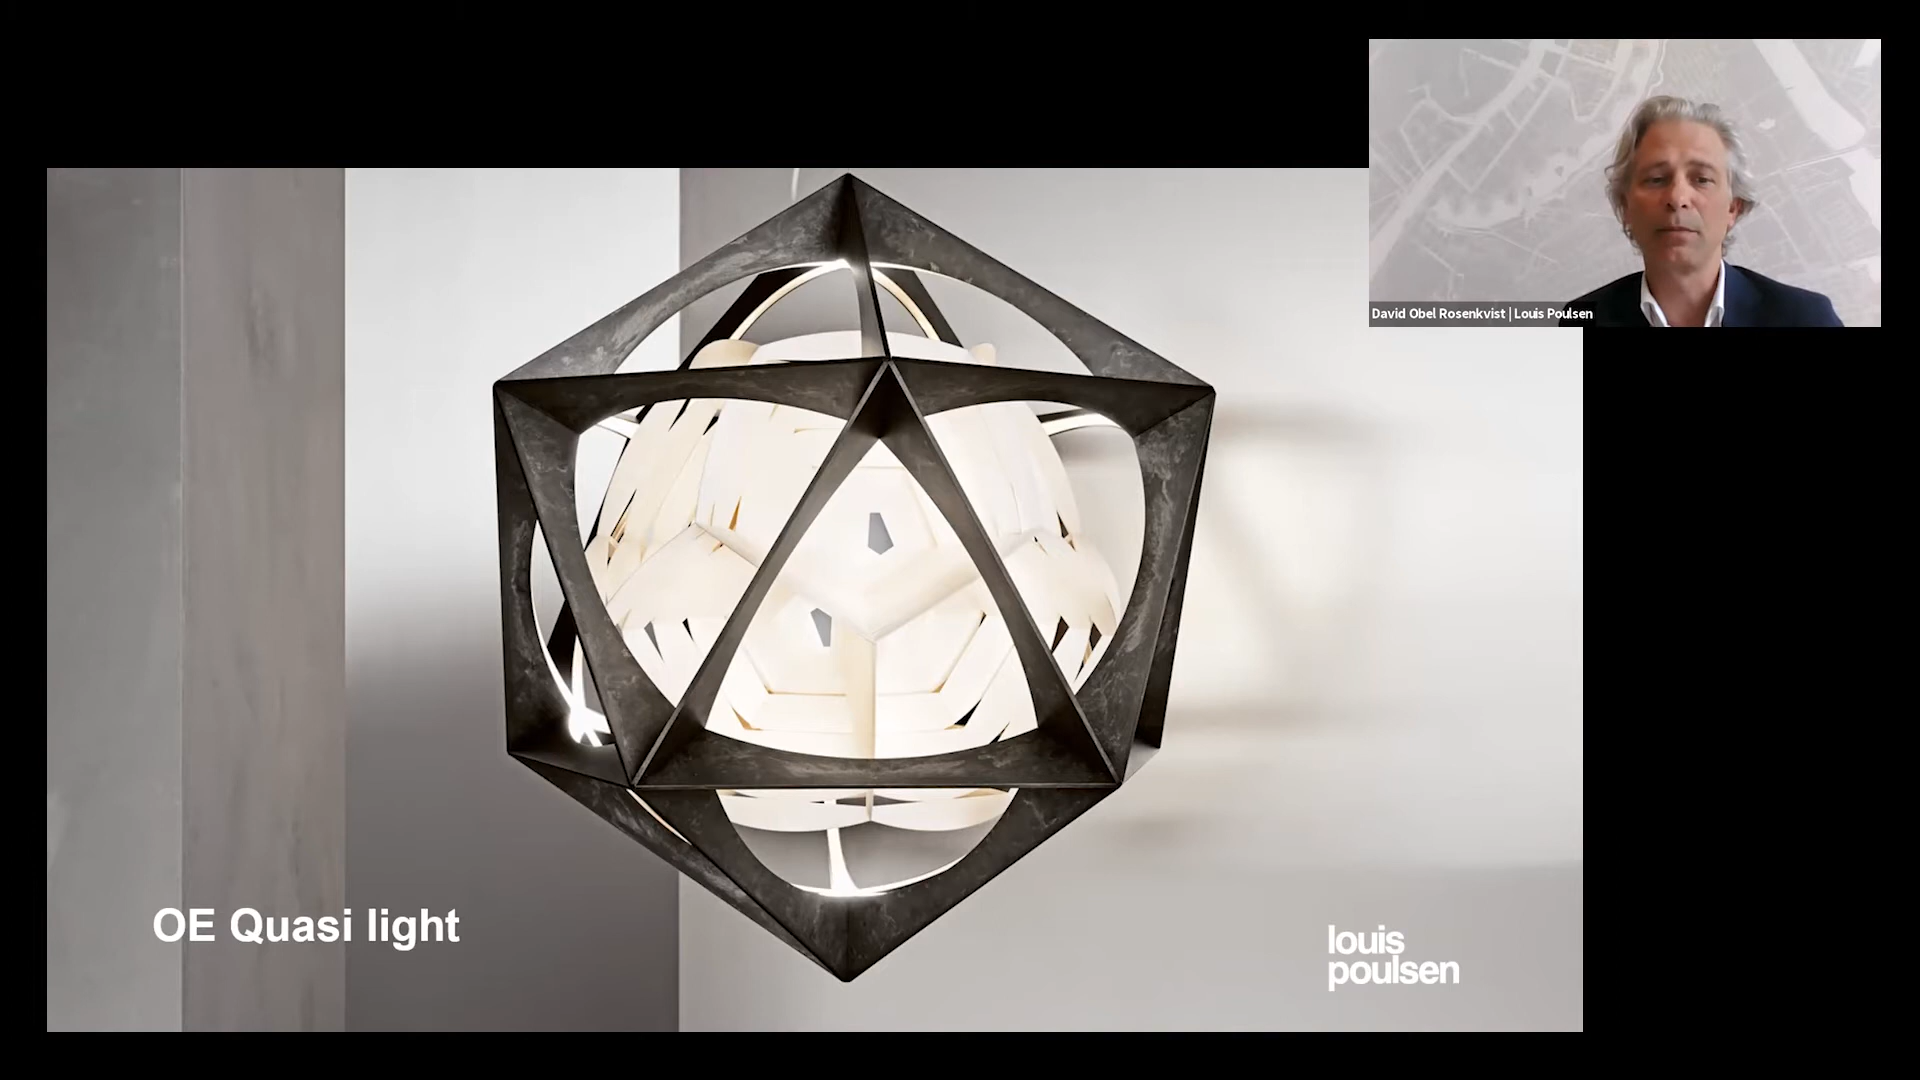 David Obel Rosenkvist | Louis Poulsen
OE Quasi light
louis
poulsen